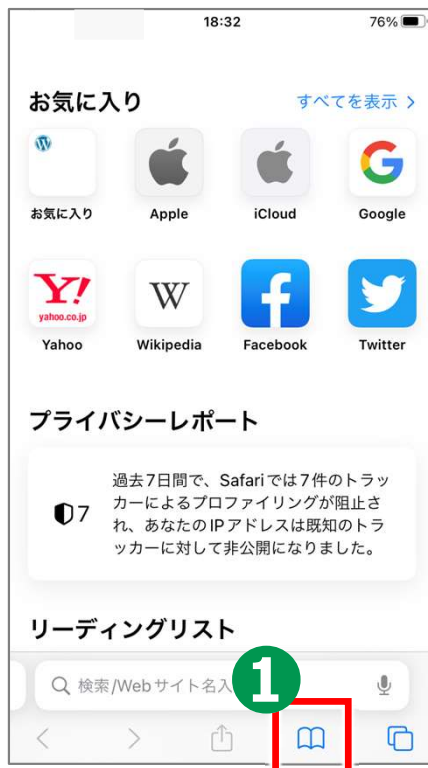 18:32
76%
お気に入り
すべてを表示 >
お気に入り
Apple
iCloud
Google
Y!
yahoo.co.jp
W
Yahoo
Wikipedia
Facebook
Twitter
プライバシーレポート
7
過去7日間で、Safariでは7件のトラッ
カーによるプロファイリングが阻止さ
れ、あなたのIPアドレスは既知のトラ
ッカーに対して非公開になりました。
リーディングリスト
検索/Webサイト名入
1